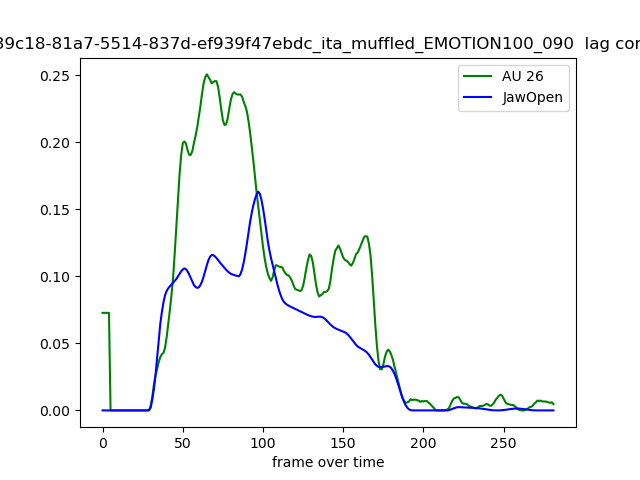 39c18-81a7-5514-837d-ef939f47ebdc_ita_muffled_EMOTION100_090 lag cor
AU 26
JawOpen
0.25
0.20
0.15
0.10
0.05
0.00
0 50 100 150 200 250
frame over time